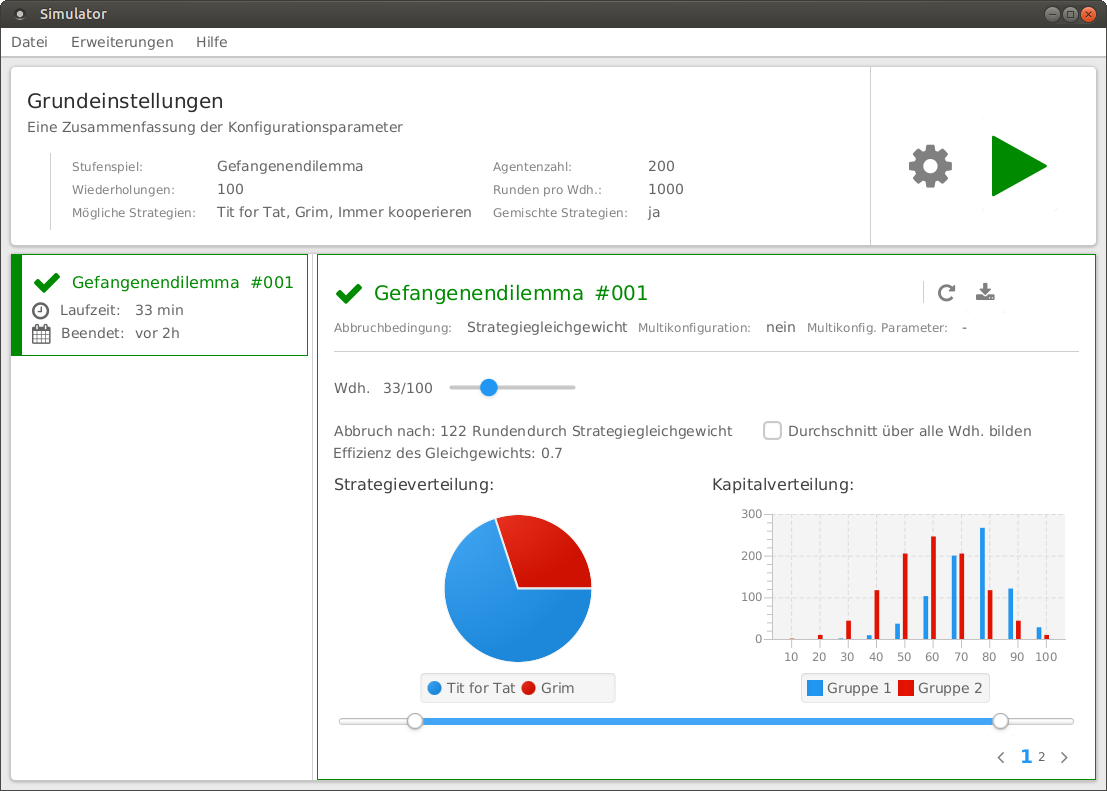 Simulator
Datei Erweiterungen Hilfe
Grundeinstellungen
Eine Zusammenfassung der Konfigurationsparameter
Stufenspiel: Gefangenendilemma Agentenzahl: 200
Wiederholungen: 100 Runden pro Wdh.: 1000
Mögliche Strategien: Tit for Tat, Grim, Immer kooperieren Gemischte Strategien: ja
Gefangenendilemma #001
Laufzeit: 33 min
Beendet: vor 2h
Gefangenendilemma #001
Abbruchbedingung: Strategiegleichgewicht Multikonfiguration: nein Multikonfig. Parameter: -
Wdh. 33/100
Abbruch nach: 122 Rundendurch Strategiegleichgewicht
Durchschnitt über alle Wdh. bilden
Effizienz des Gleichgewichts: 0.7
Strategieverteilung:
Tit for Tat Grim
Kapitalverteilung:
300
200
100
0
10 20 30 40 50 60 70 80 90 100
Gruppe 1 Gruppe 2
1 2